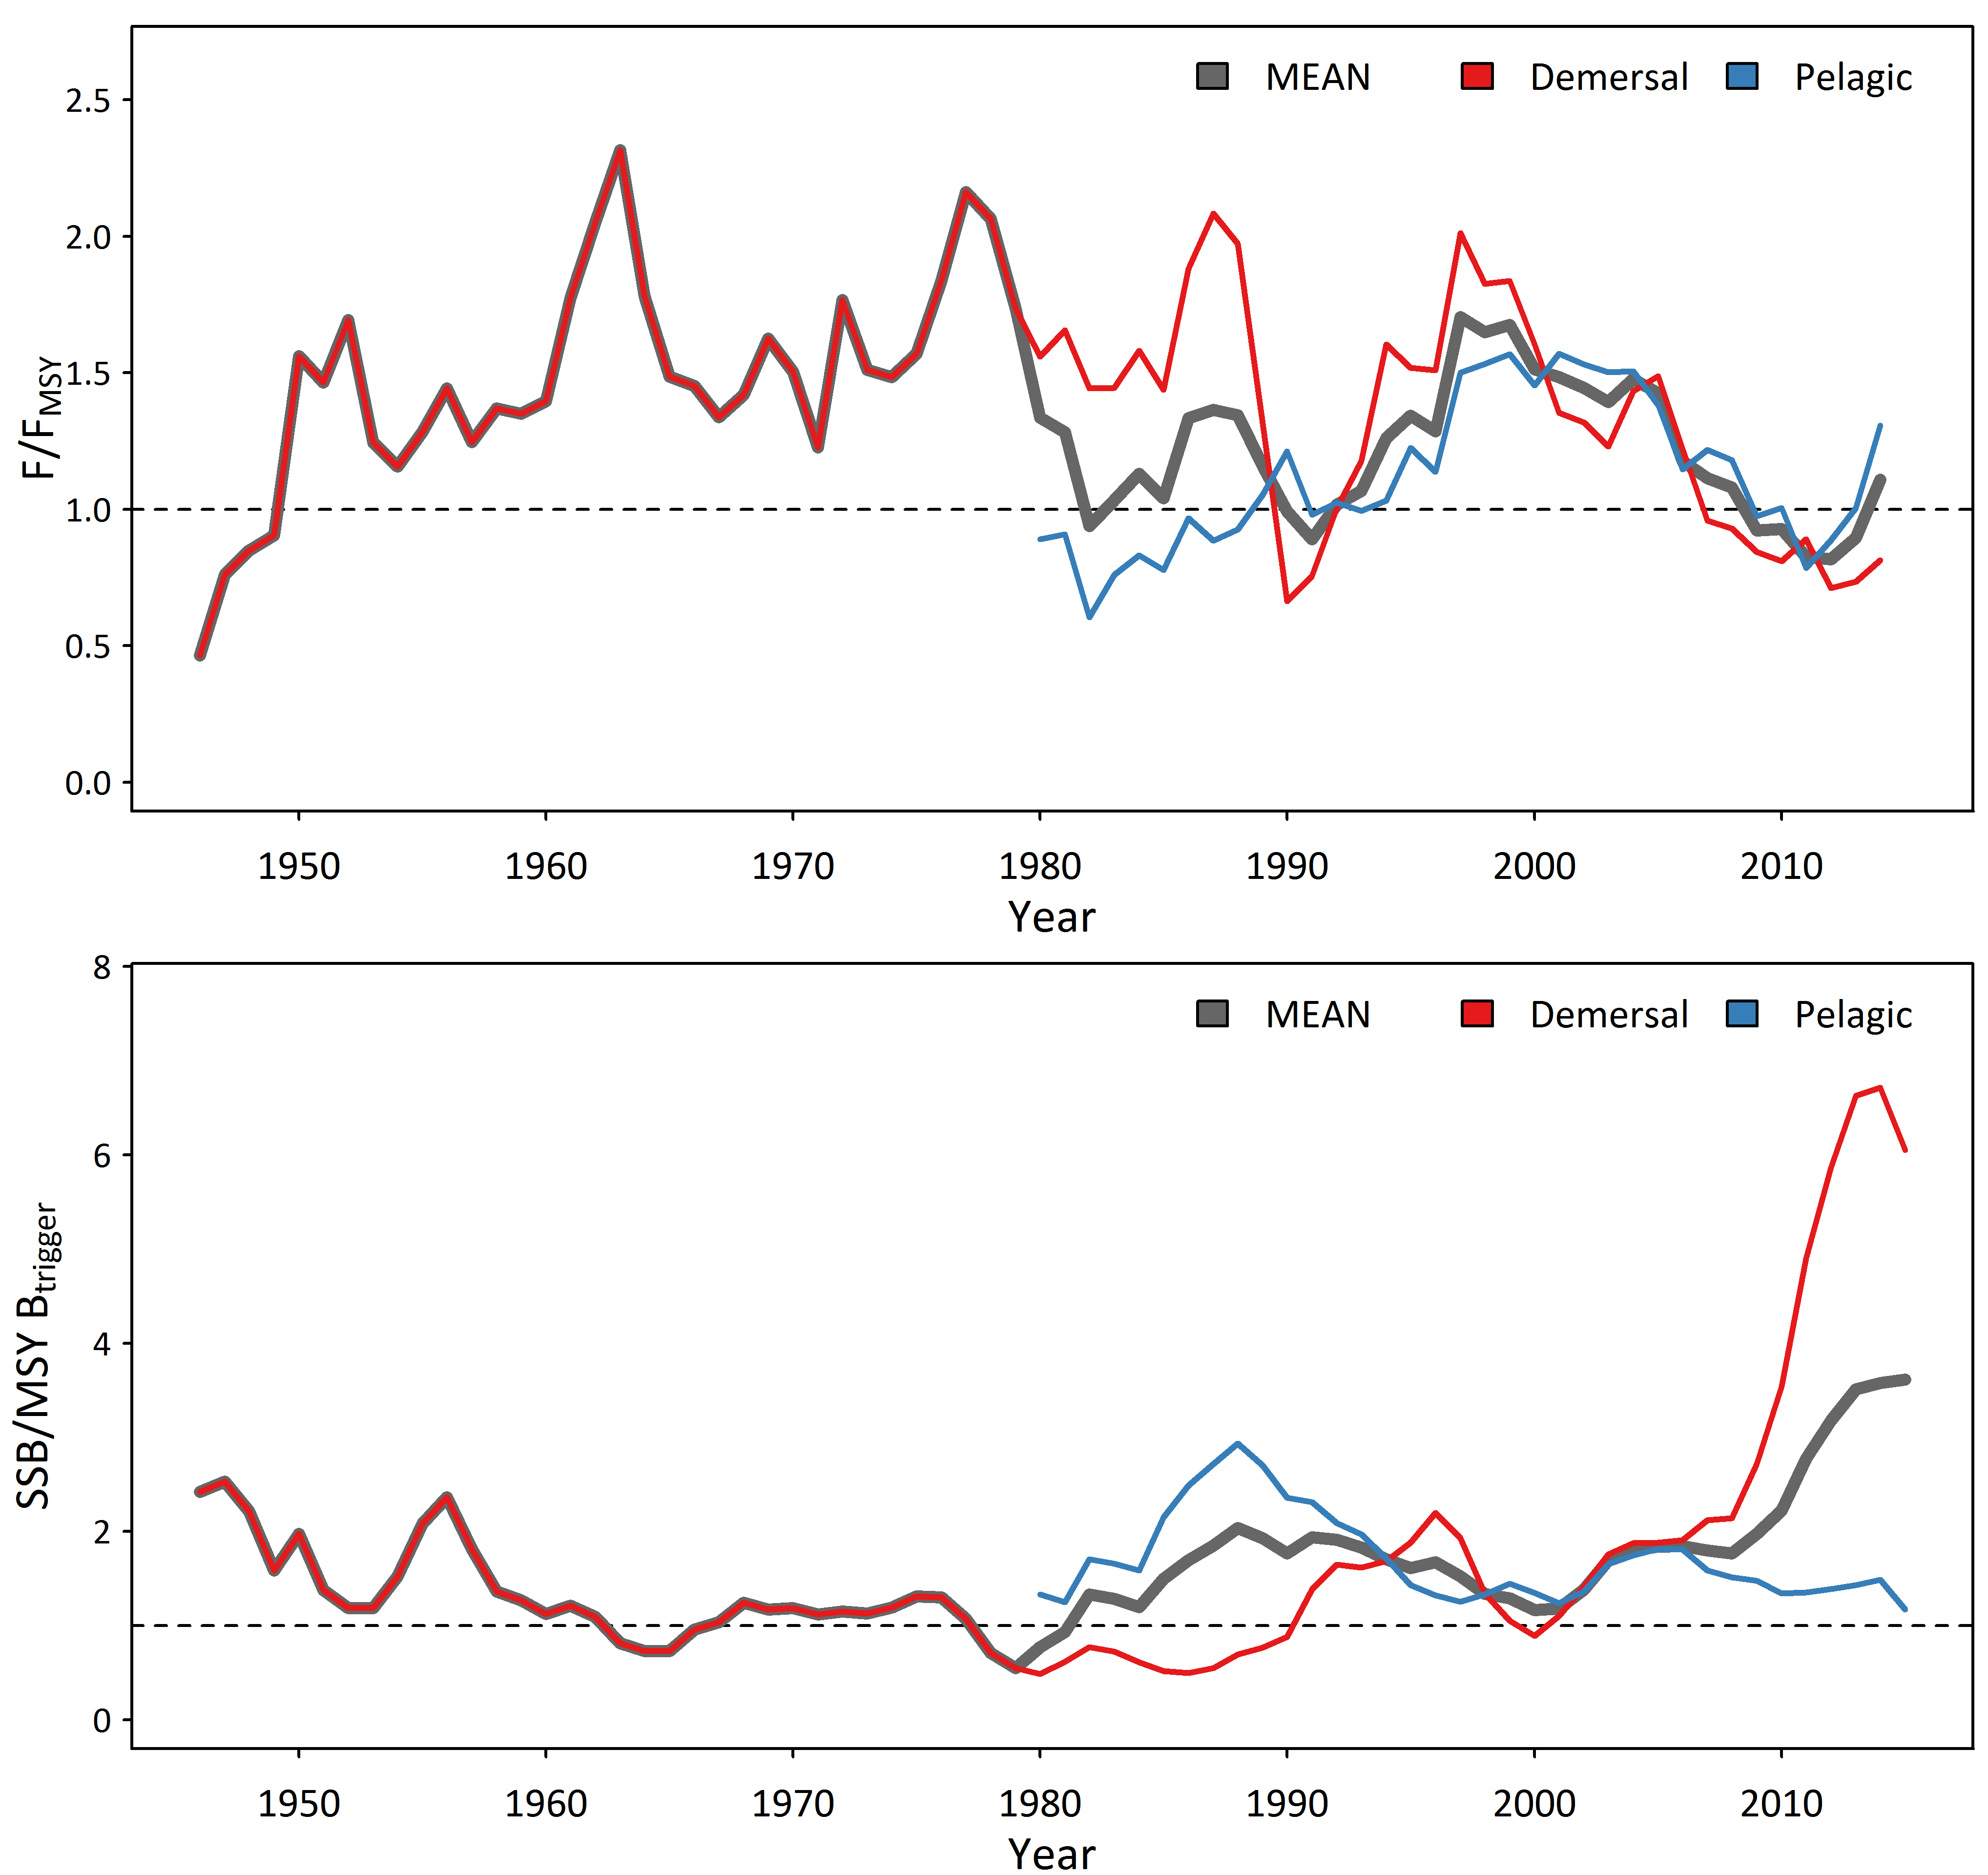 MEAN Demersal Pelagic
2.5
2.0
1.5
1.0
0.5
0.0
F/FMSY
1950 1960 1970 1980 1990 2000 2010
Year
MEAN Demersal Pelagic
8
6
4
2
0
SSB/MSY Btrigger
1950 1960 1970 1980 1990 2000 2010
Year